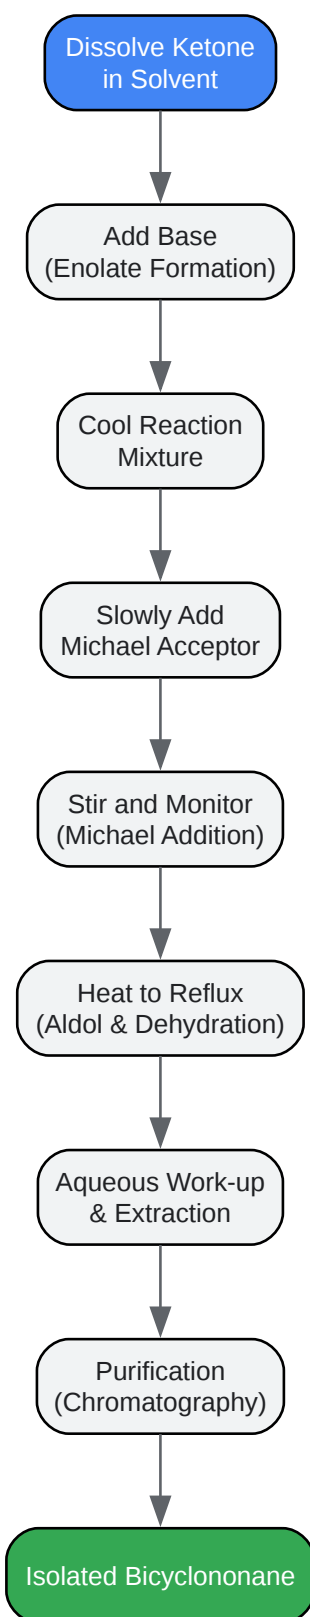 Dissolve Ketone
in Solvent
Add Base
(Enolate Formation)
Cool Reaction
Mixture
Slowly Add
Michael Acceptor
Stir and Monitor
(Michael Addition)
Heat to Reflux
(Aldol & Dehydration)
Aqueous Work-up
& Extraction
Purification
(Chromatography)
Isolated Bicyclononane